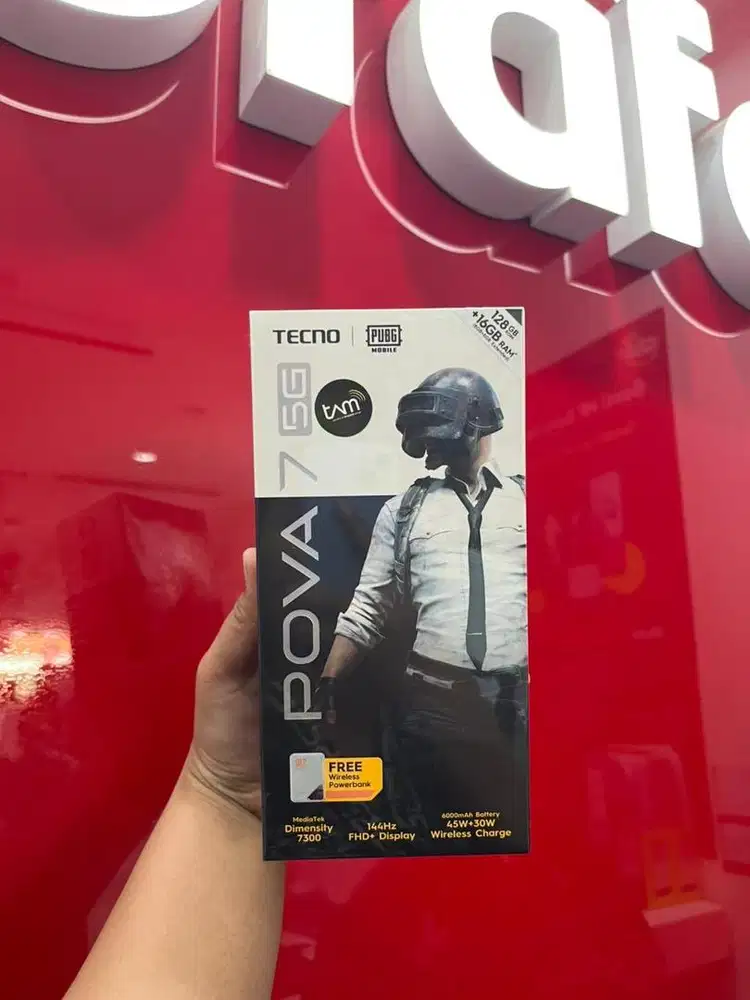 afa
TECNO
PUBG
MOBILE
128GB
+16GB RAM*
tam
POVA 7 5G
FREE
Wireless
Powerbank
MediaTek
Dimensity
7300
144Hz
FHD+ Display
6000mAh Battery
45W+30W
Wireless Charge